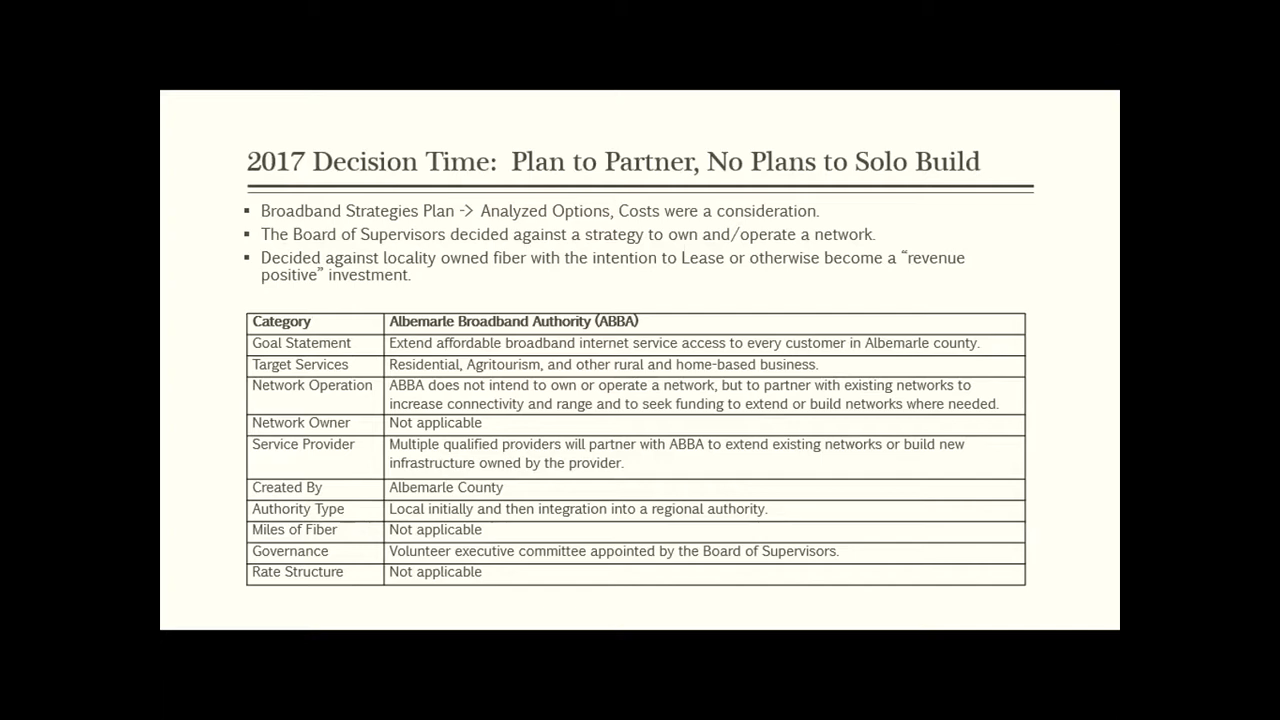 2017 Decision Time:  Plan to Partner, No Plans to Solo Build
▪ Broadband Strategies Plan -> Analyzed Options, Costs were a consideration.
▪ The Board of Supervisors decided against a strategy to own and/operate a network.
▪ Decided against locality owned fiber with the intention to Lease or otherwise become a “revenue
positive” investment.
Category Albemarle Broadband Authority (ABBA)
Goal Statement Extend affordable broadband internet service access to every customer in Albemarle county.
Target Services Residential, Agritourism, and other rural and home-based business.
Network Operation ABBA does not intend to own or operate a network, but to partner with existing networks to
increase connectivity and range and to seek funding to extend or build networks where needed.
Network Owner Not applicable
Service Provider Multiple qualified providers will partner with ABBA to extend existing networks or build new
infrastructure owned by the provider.
Created By Albemarle County
Authority Type Local initially and then integration into a regional authority.
Miles of Fiber Not applicable
Governance Volunteer executive committee appointed by the Board of Supervisors.
Rate Structure Not applicable